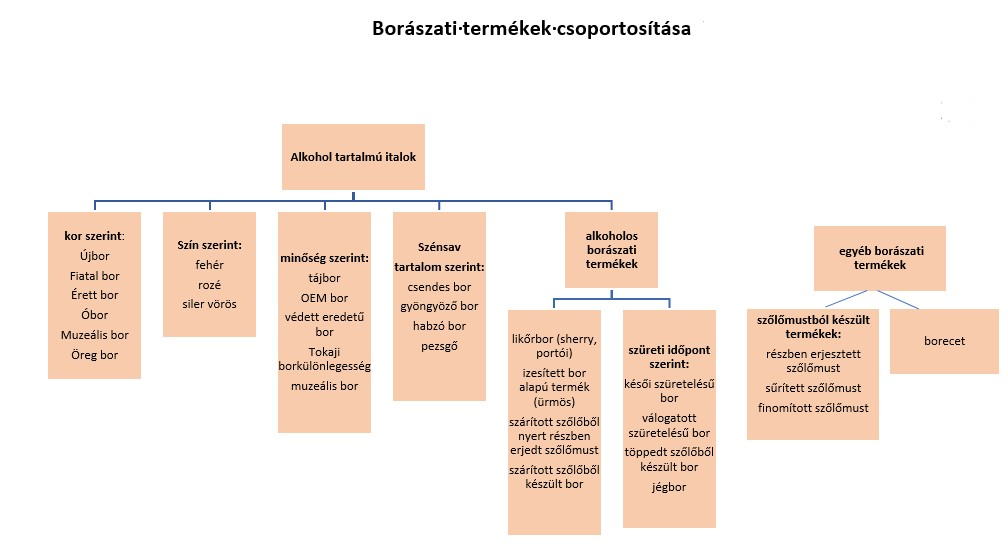 Borászati·termékek·csoportosítása
Alkohol tartalmú italok
kor szerint:
Újbor
Fiatal bor
Érett bor
Óbor
Muzeális bor
Öreg bor
Szín szerint:
fehér
rozé
siler vörös
minőség szerint:
tájbor
OEM bor
védett eredetű
bor
Tokaji
borkülönlegesség
muzeális bor
Szénsav
tartalom szerint:
csendes bor
gyöngyöző bor
habzó bor
pezsgő
alkoholos
borászati
termékek
likőrbor (sherry,
portói)
izesített bor
alapú termék
(ürmös)
szárított szőlőből
nyert részben
erjedt szőlőmust
szárított szőlőből
készült bor
szüreti időpont
szerint:
késői szüretelésű
bor
válogatott
szüretelésű bor
töppedt szőlőből
készült bor
jégbor
egyéb borászati
termékek
szőlőmustból készült
termékek:
részben erjesztett
szőlőmust
sűrített szőlőmust
finomított szőlőmust
borecet